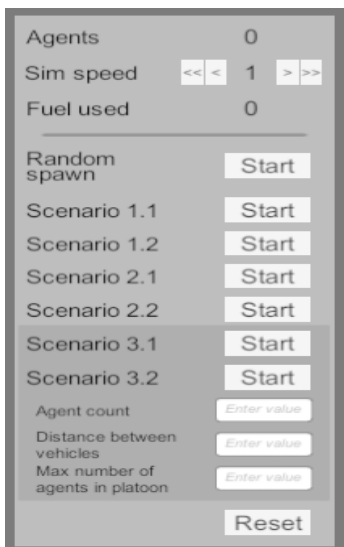 Agents 0
Sim speed << < 1 > >>
Fuel used 0
Random
spawn Start
Scenario 1.1 Start
Scenario 1.2 Start
Scenario 2.1 Start
Scenario 2.2 Start
Scenario 3.1 Start
Scenario 3.2 Start
Agent count Enter value
Distance between
vehicles Enter value
Max number of
agents in platoon Enter value
Reset